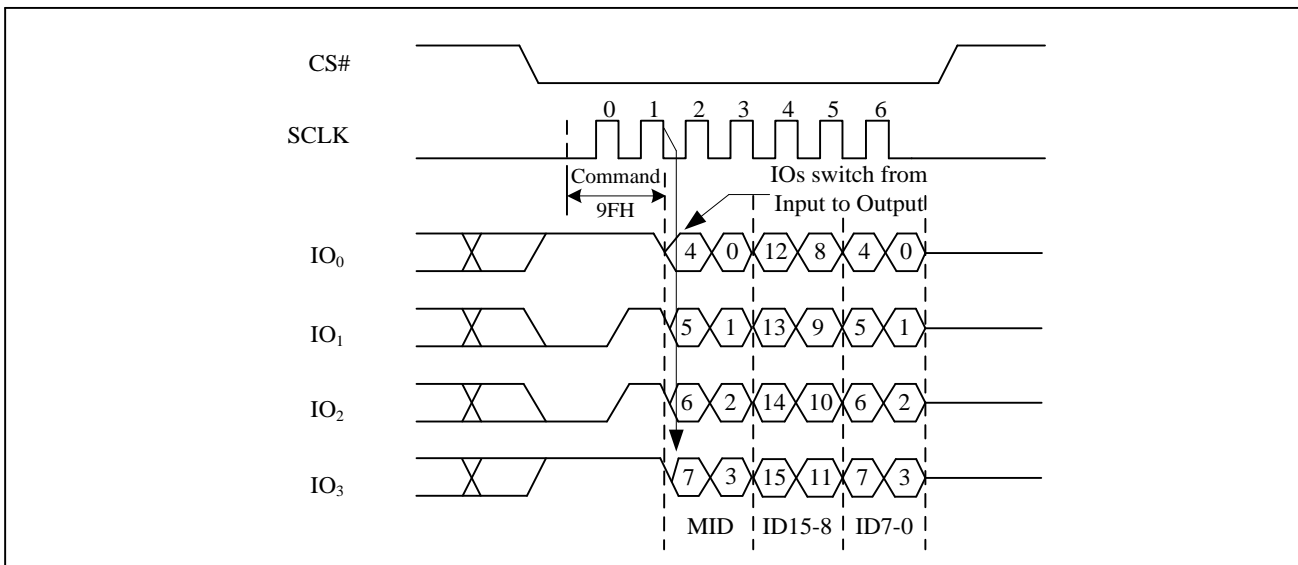 CS#
0 1 2 3 4 5 6
SCLK
Command
9FH
IOs switch from
Input to Output
IO0 4 0 12 8 4 0
IO1 5 1 13 9 5 1
IO2 6 2 14 10 6 2
IO3 7 3 15 11 7 3
MID ID15-8 ID7-0